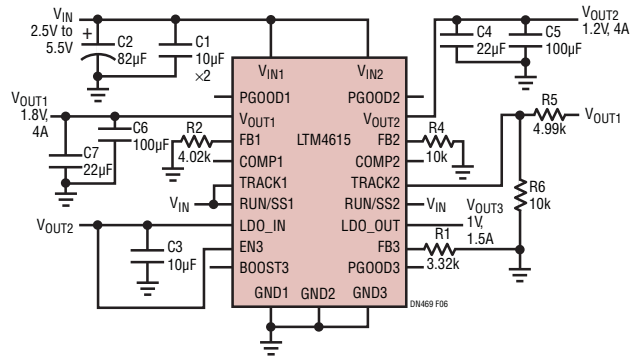 VIN
2.5V to
5.5V
+
C2
82µF
C1
10µF
×2
C4
22µF
C5
100µF
VOUT2
1.2V, 4A
VIN1
VIN2
PGOOD1
PGOOD2
VOUT1
1.8V,
4A
VOUT1
VOUT2
R5
4.99k
VOUT1
C6
100µF
R2
4.02k
FB1
LTM4615
FB2
R4
10k
C7
22µF
COMP1
COMP2
TRACK1
TRACK2
R6
10k
VIN
RUN/SS1
RUN/SS2
VIN
VOUT3
1V,
1.5A
VOUT2
LDO_IN
LDO_OUT
C3
10µF
EN3
FB3
R1
3.32k
BOOST3
PGOOD3
GND1
GND2
GND3
DN469 F06